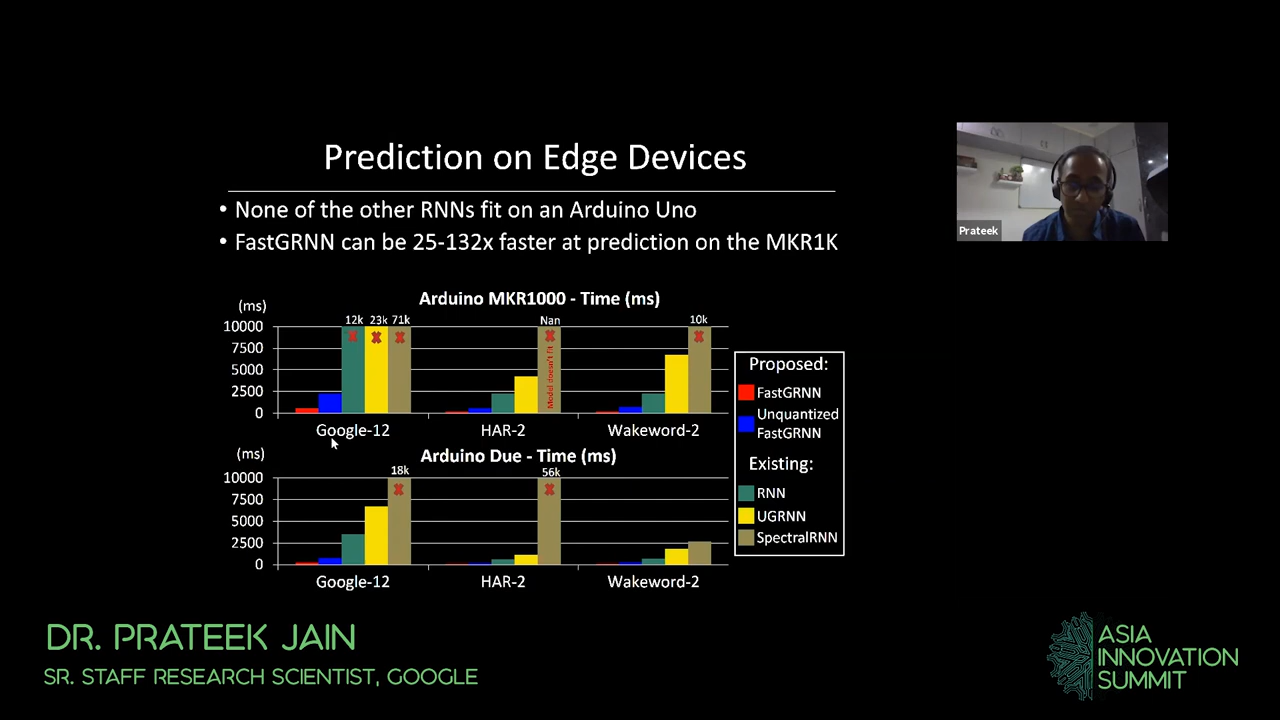 Prediction on Edge Devices
• None of the other RNNs fit on an Arduino Uno
• FastGRNN can be 25-132x faster at prediction on the MKR1K
Prateek
Arduino MKR1000 - Time (ms)
(ms)
12k 23k 71k Nan 10k
10000
7500
5000
2500
0
Model doesn't fit
Google-12 HAR-2 Wakeword-2
Arduino Due - Time (ms)
(ms)
18k 56k
10000
7500
5000
2500
0
Google-12 HAR-2 Wakeword-2
Proposed:
FastGRNN
Unquantized
FastGRNN
Existing:
RNN
UGRNN
SpectralRNN
DR. PRATEEK JAIN
SR. STAFF RESEARCH SCIENTIST, GOOGLE
ASIA
INNOVATION
SUMMIT